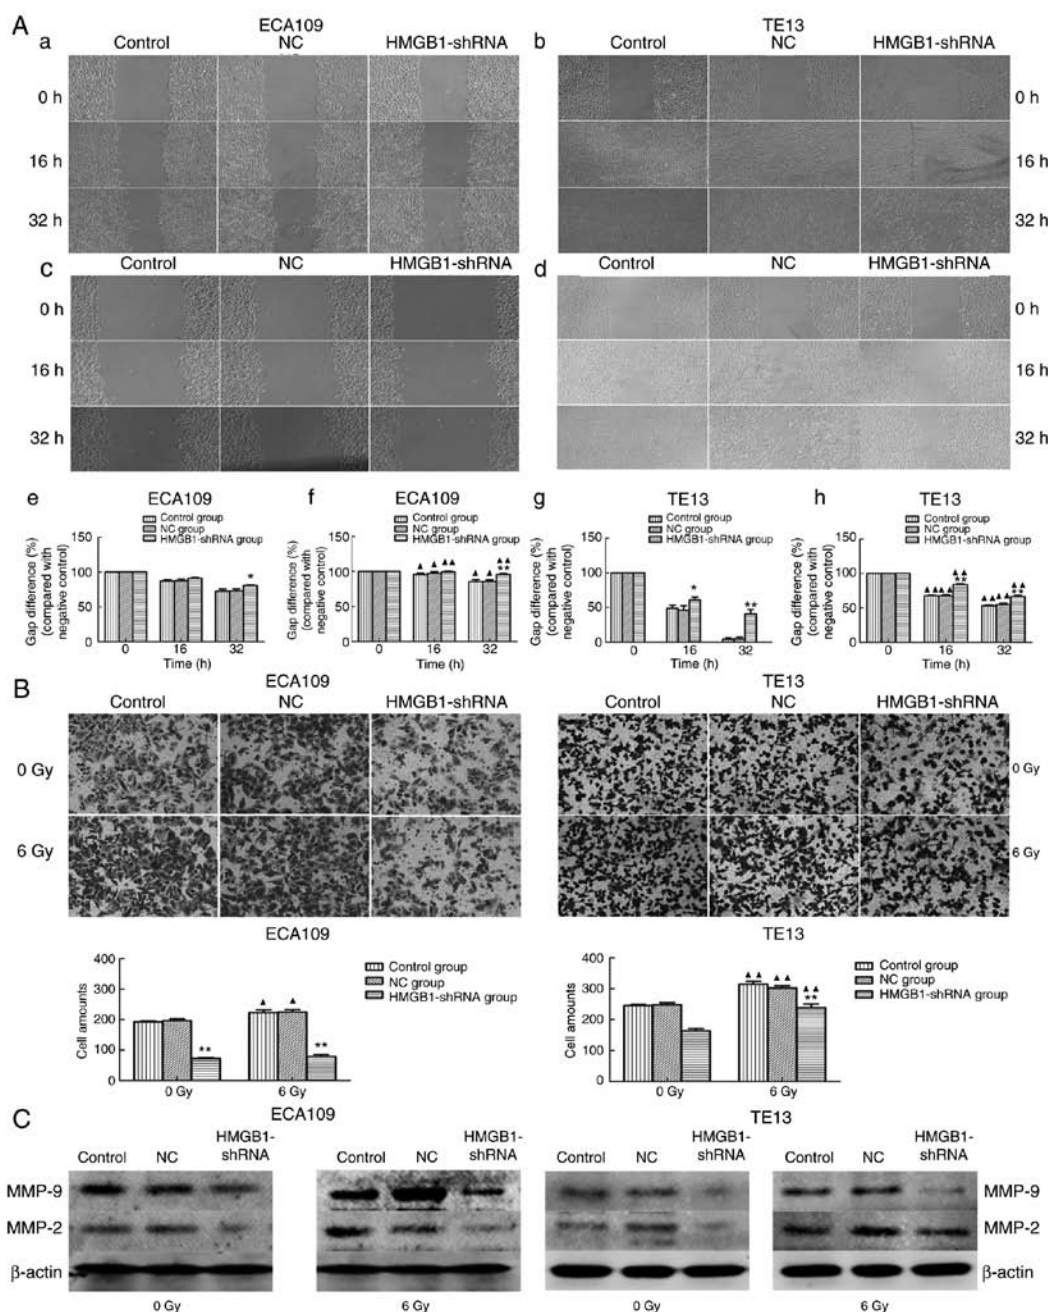 A
ECA109
TE13
a
Control
NC
HMGB1-shRNA
b
Control
NC
HMGB1-shRNA
0 h
0 h
16 h
16 h
32 h
32 h
c
Control
NC
HMGB1-shRNA
d
Control
NC
HMGB1-shRNA
0 h
0 h
16 h
16 h
32 h
32 h
e
ECA109
Control group
NC group
HMGB1-shRNA group
Gap difference (%)
(compared with
negative control)
150
100
50
0
*
0 16 32
Time (h)
f
ECA109
Control group
NC group
HMGB1-shRNA group
Gap difference (%)
(compared with
negative control)
150
100
50
0
▲ ▲ ▲▲ ▲ ▲ ▲▲
**
0 16 32
Time (h)
g
TE13
Control group
NC group
HMGB1-shRNA group
Gap difference (%)
(compared with
negative control)
150
100
50
0
* **
0 16 32
Time (h)
h
TE13
Control group
NC group
HMGB1-shRNA group
Gap difference (%)
(compared with
negative control)
150
100
50
0
▲▲ ▲▲ ▲▲ ▲▲ ▲▲ ▲▲
** **
0 16 32
Time (h)
B
ECA109
TE13
Control
NC
HMGB1-shRNA
Control
NC
HMGB1-shRNA
0 Gy
0 Gy
6 Gy
6 Gy
ECA109
Control group
NC group
HMGB1-shRNA group
Cell amounts
400
300
200
100
0
** ▲ ▲ **
0 Gy 6 Gy
TE13
Control group
NC group
HMGB1-shRNA group
Cell amounts
400
300
200
100
0
▲▲ ▲▲ ▲▲
**
0 Gy 6 Gy
C
ECA109
TE13
Control NC HMGB1-
shRNA
Control NC HMGB1-
shRNA
Control NC HMGB1-
shRNA
Control NC HMGB1-
shRNA
MMP-9
MMP-9
MMP-2
MMP-2
β-actin
β-actin
0 Gy
6 Gy
0 Gy
6 Gy